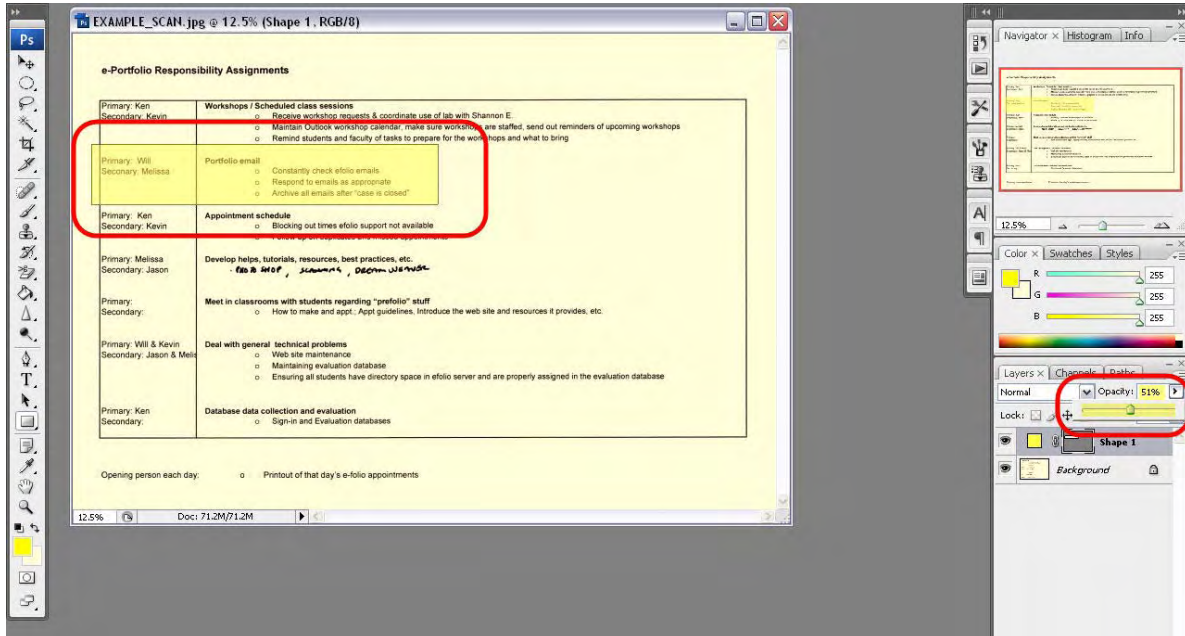 EXAMPLE_SCAN.jpg @ 12.5% (Shape 1, RGB/8)
Ps
e-Portfolio Responsibility Assignments
Primary: Ken
Secondary: Kevin
Workshops / Scheduled class sessions
o Receive workshop requests & coordinate use of lab with Shannon E.
o Maintain Outlook workshop calendar, make sure workshops are staffed, send out reminders of upcoming workshops
o Remind students and faculty of tasks to prepare for the workshops and what to bring
Primary: Will
Seconary: Melissa
Portfolio email
o Constantly check efolio emails
o Respond to emails as appropriate
o Archive all emails after "case is closed"
Primary: Ken
Secondary: Kevin
Appointment schedule
o Blocking out times efolio support not available
Primary: Melissa
Secondary: Jason
Develop helps, tutorials, resources, best practices, etc.
- PHOTO SHOP, SCANNING, DREAM WEAVER
Primary:
Secondary:
Meet in classrooms with students regarding "prefolio" stuff
o How to make and appt.; Appt guidelines, Introduce the web site and resources it provides, etc.
Primary: Will & Kevin
Secondary: Jason & Melis
Deal with general technical problems
o Web site maintenance
o Maintaining evaluation database
o Ensuring all students have directory space in efolio server and are properly assigned in the evaluation database
Primary: Ken
Secondary:
Database data collection and evaluation
o Sign-in and Evaluation databases
Opening person each day: o Printout of that day's e-folio appointments
12.5% Doc: 71.2M/71.2M
Navigator × Histogram Info
12.5%
Color × Swatches Styles
R 255
G 255
B 255
Layers × Channels Paths
Normal Opacity: 51%
Lock:
Shape 1
Background